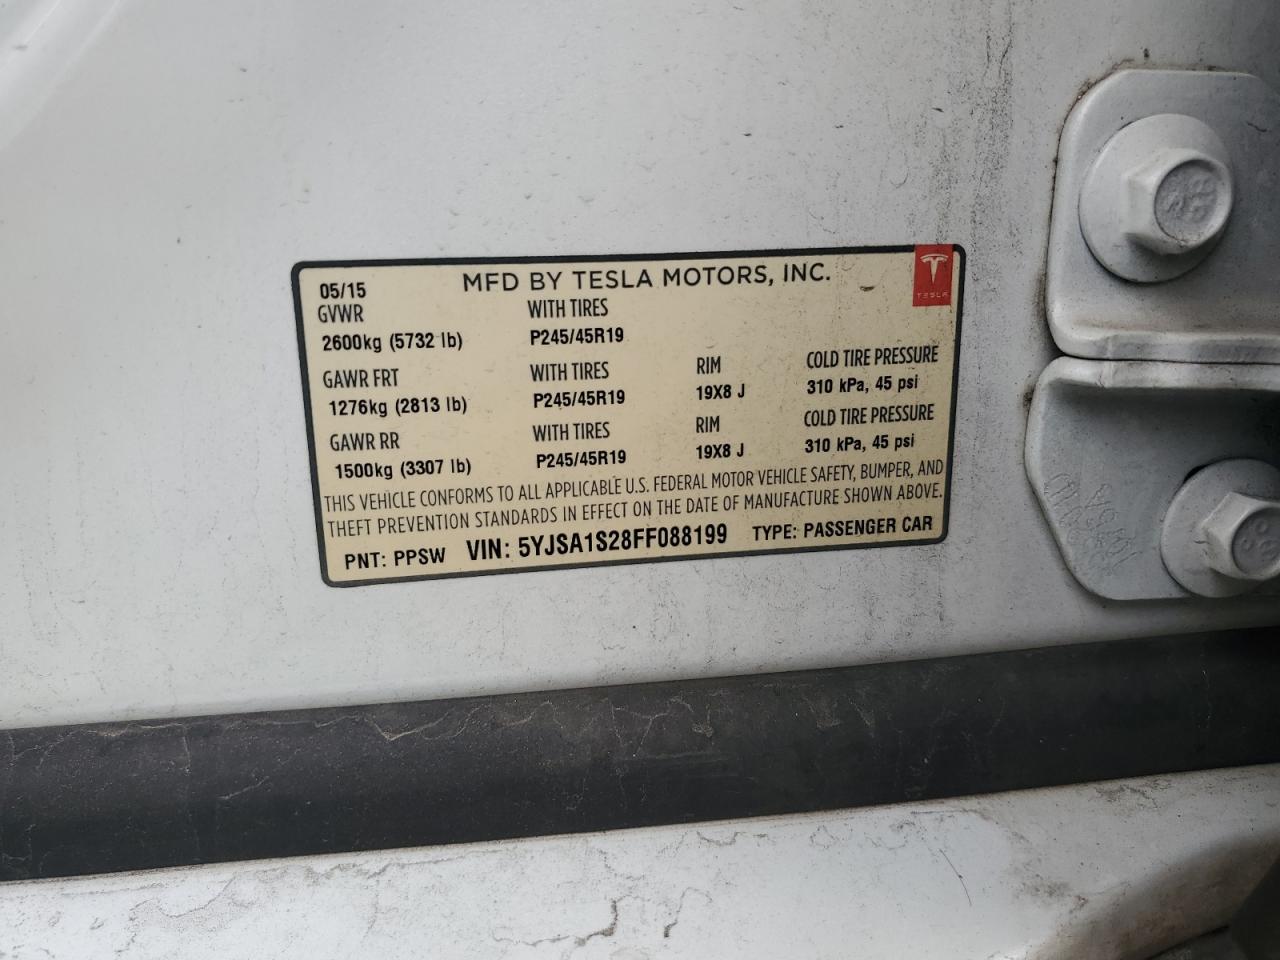 05/15 MFD BY TESLA MOTORS, INC. TESLA
GVWR WITH TIRES
2600kg (5732 lb) P245/45R19
GAWR FRT WITH TIRES RIM COLD TIRE PRESSURE
1276kg (2813 lb) P245/45R19 19X8 J 310 kPa, 45 psi
GAWR RR WITH TIRES RIM COLD TIRE PRESSURE
1500kg (3307 lb) P245/45R19 19X8 J 310 kPa, 45 psi
THIS VEHICLE CONFORMS TO ALL APPLICABLE U.S. FEDERAL MOTOR VEHICLE SAFETY, BUMPER, AND
THEFT PREVENTION STANDARDS IN EFFECT ON THE DATE OF MANUFACTURE SHOWN ABOVE.
PNT: PPSW VIN: 5YJSA1S28FF088199 TYPE: PASSENGER CAR